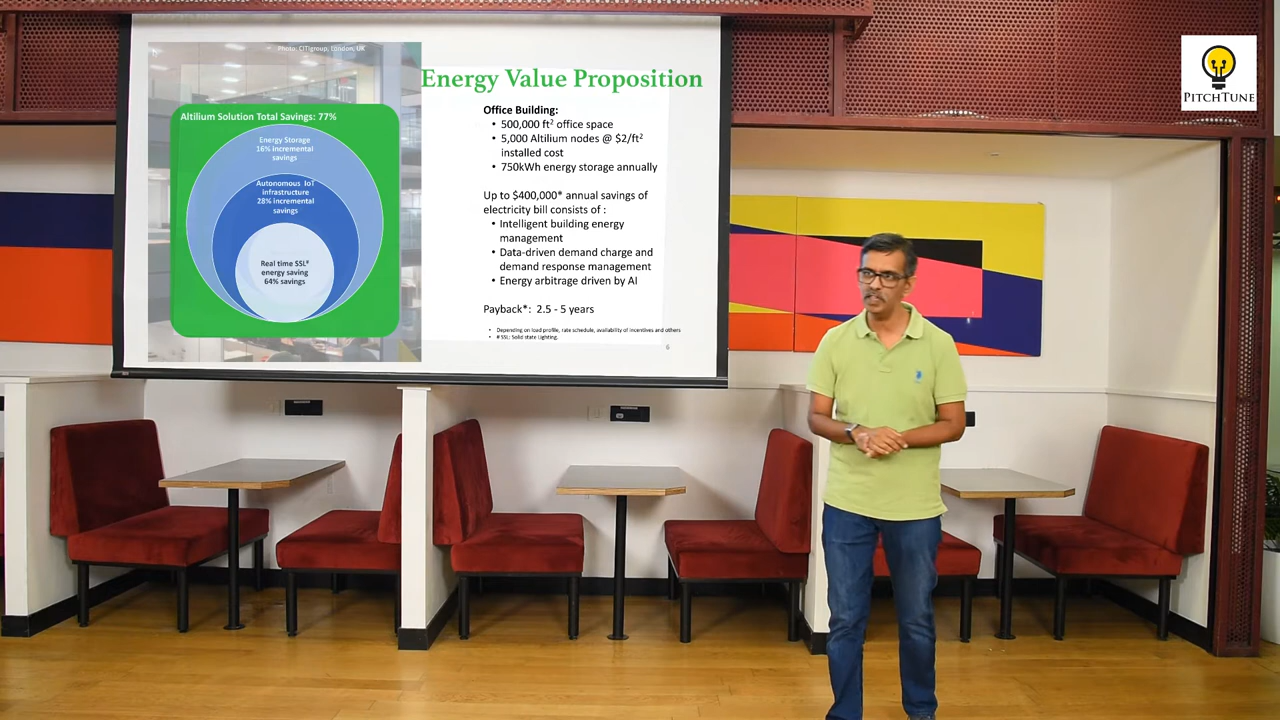 Photo: CITIgroup, London, UK
Energy Value Proposition
Altilium Solution Total Savings: 77%
Energy Storage
16% incremental
savings
Autonomous IoT
infrastructure
28% incremental
savings
Real time SSL#
energy saving
64% savings
Office Building:
• 500,000 ft² office space
• 5,000 Altilium nodes @ $2/ft²
installed cost
• 750kWh energy storage annually
Up to $400,000* annual savings of
electricity bill consists of :
• Intelligent building energy
management
• Data-driven demand charge and
demand response management
• Energy arbitrage driven by AI
Payback*: 2.5 - 5 years
• Depending on load profile, rate schedule, availability of incentives and others
• # SSL: Solid state Lighting.
6
PITCHTUNE